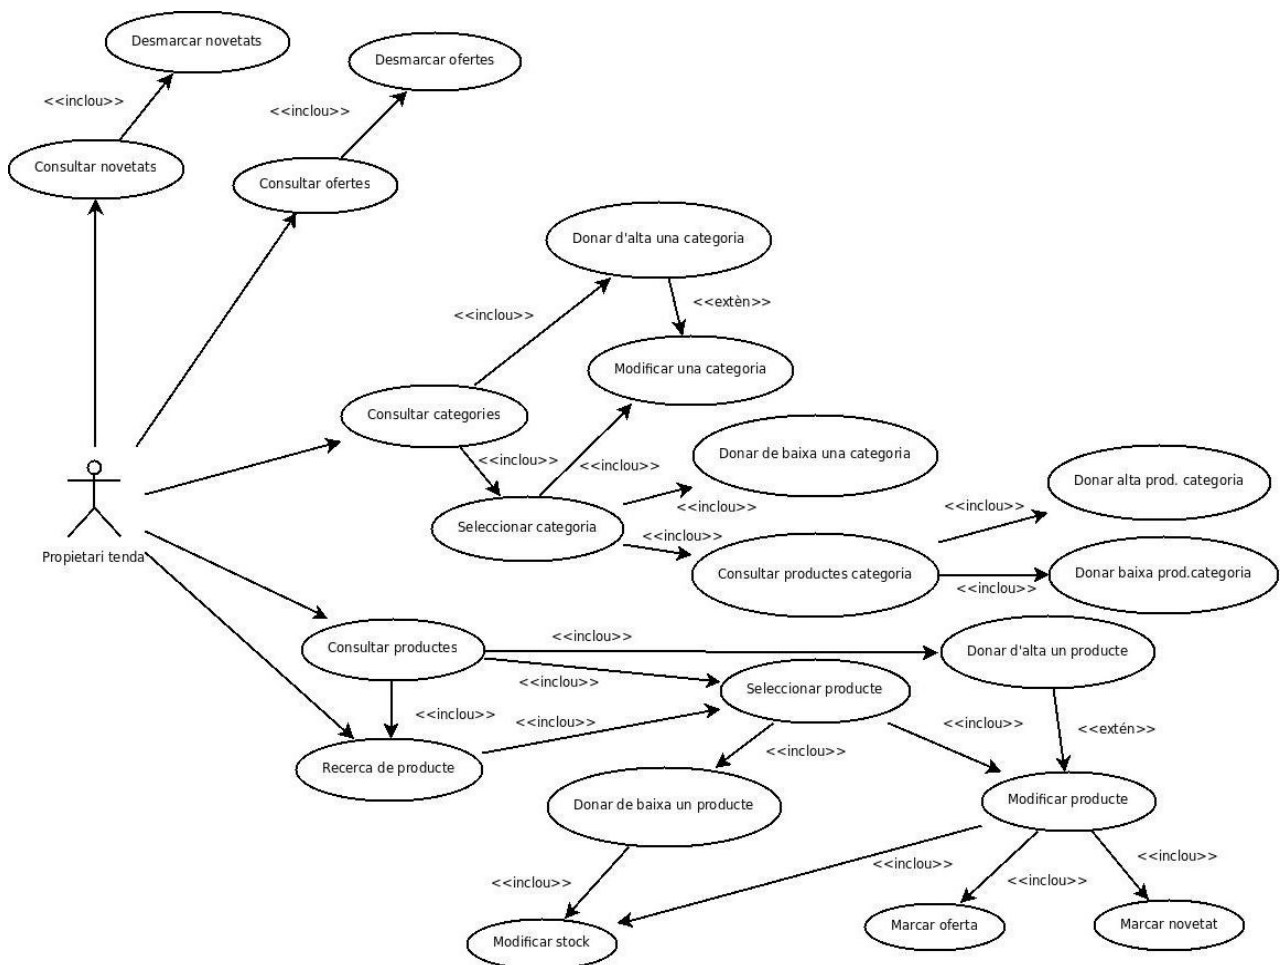 Desmarcar novetats
Desmarcar ofertes
<<inclou>>
<<inclou>>
Consultar novetats
Consultar ofertes
Donar d'alta una categoria
<<extèn>>
<<inclou>>
Modificar una categoria
Consultar categories
Donar de baixa una categoria
<<inclou>>
<<inclou>>
Donar alta prod. categoria
<<inclou>>
<<inclou>>
Seleccionar categoria
<<inclou>>
Propietari tenda
Consultar productes categoria
Donar baixa prod.categoria
<<inclou>>
<<inclou>>
Consultar productes
Donar d'alta un producte
<<inclou>>
Seleccionar producte
<<inclou>>
<<inclou>>
<<inclou>>
<<extén>>
<<inclou>>
Recerca de producte
Modificar producte
Donar de baixa un producte
<<inclou>>
<<inclou>>
<<inclou>>
<<inclou>>
Marcar oferta
Marcar novetat
Modificar stock